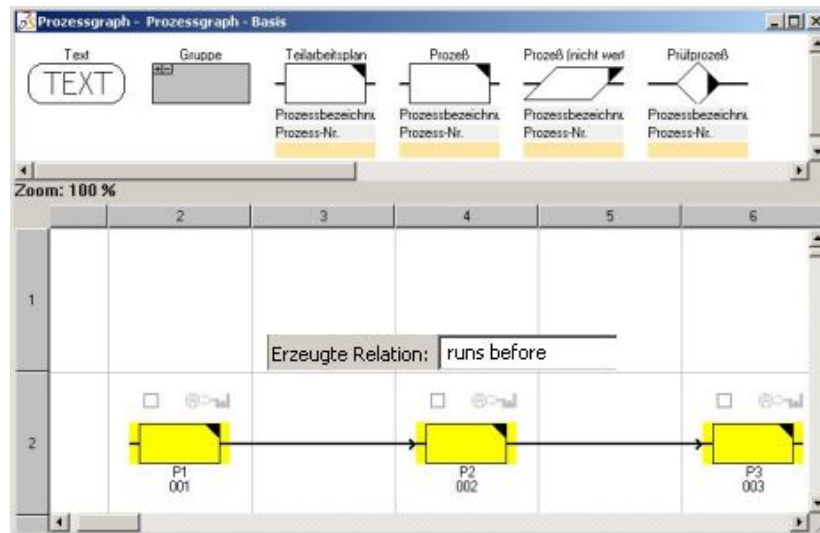 Prozessgraph - Prozessgraph - Basis
Text Gruppe Teilarbeitsplan Prozeß Prozeß (nicht wert Prüfprozeß
TEXT
Prozessbezeichnu Prozessbezeichnu Prozessbezeichnu Prozessbezeichnu
Prozess-Nr. Prozess-Nr. Prozess-Nr. Prozess-Nr.
Zoom: 100 %
2 3 4 5 6
1
Erzeugte Relation: runs before
2
P1 P2 P3
001 002 003